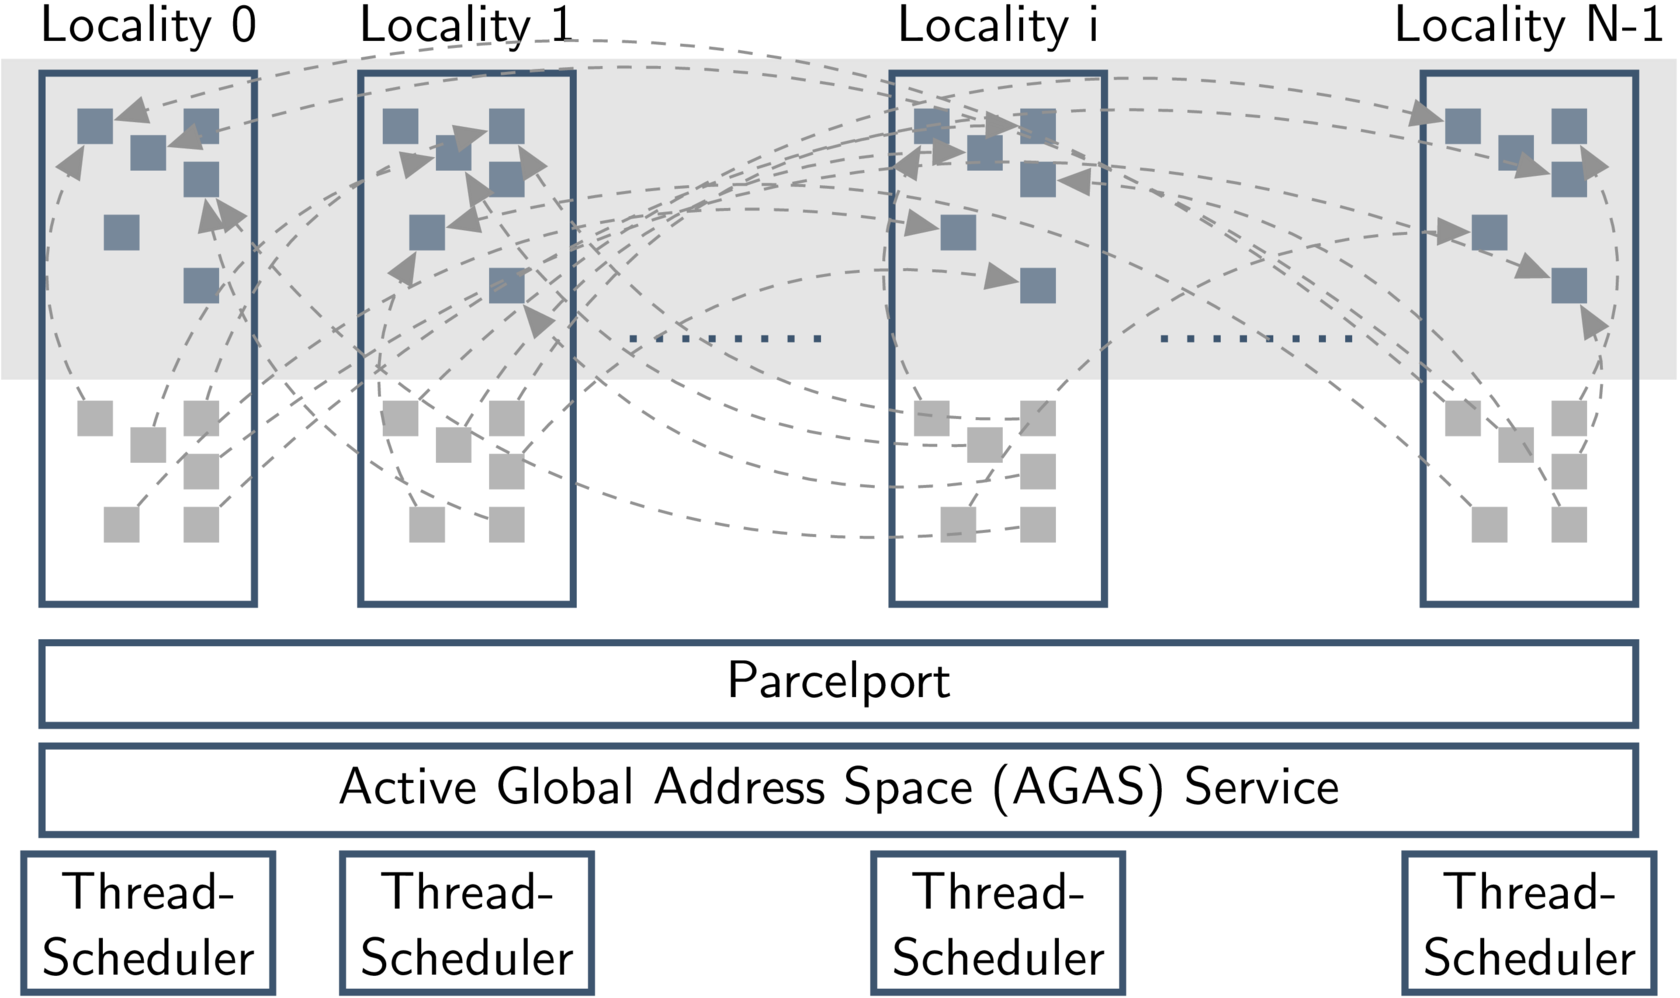 Locality 0
Locality 1
Locality i
Locality N-1
Parcelport
Active Global Address Space (AGAS) Service
Thread-
Scheduler
Thread-
Scheduler
Thread-
Scheduler
Thread-
Scheduler